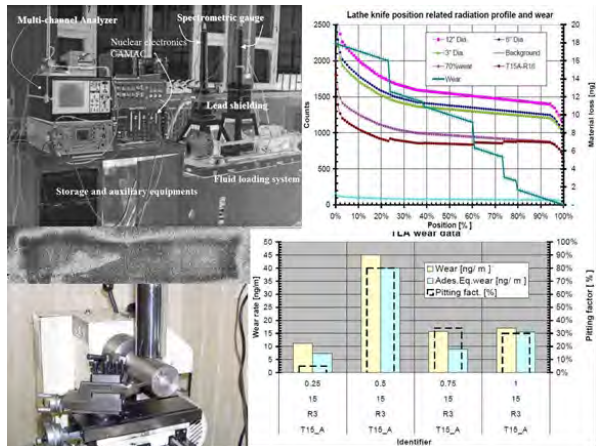 Multi-channel Analyzer
Spectrometric gauge
Nuclear electronics
CAMAC
Lead shielding
Fluid loading system
Storage and auxiliary equipments
Lathe knife position related radiation profile and wear
12" Dia.
6" Dia.
3" Dia.
Background
70%wear
T15A-R16
Wear
Counts
2500
2000
1500
1000
500
0
Material loss [ng]
20
18
16
14
12
10
8
6
4
2
-
0% 10% 20% 30% 40% 50% 60% 70% 80% 90% 100%
Position [% ]
TLA wear data
Wear [ng/ m ]
Ades.Eq.wear [ng/ m]
Pitting fact. [%]
Wear rate [ng/m]
50
45
40
35
30
25
20
15
10
5
0
Pitting factor [ %]
100%
90%
80%
70%
60%
50%
40%
30%
20%
10%
0%
0.25 0.5 0.75 1
15 15 15 15
R3 R3 R3 R3
T15_A T15_A T15_A T15_A
Identifier